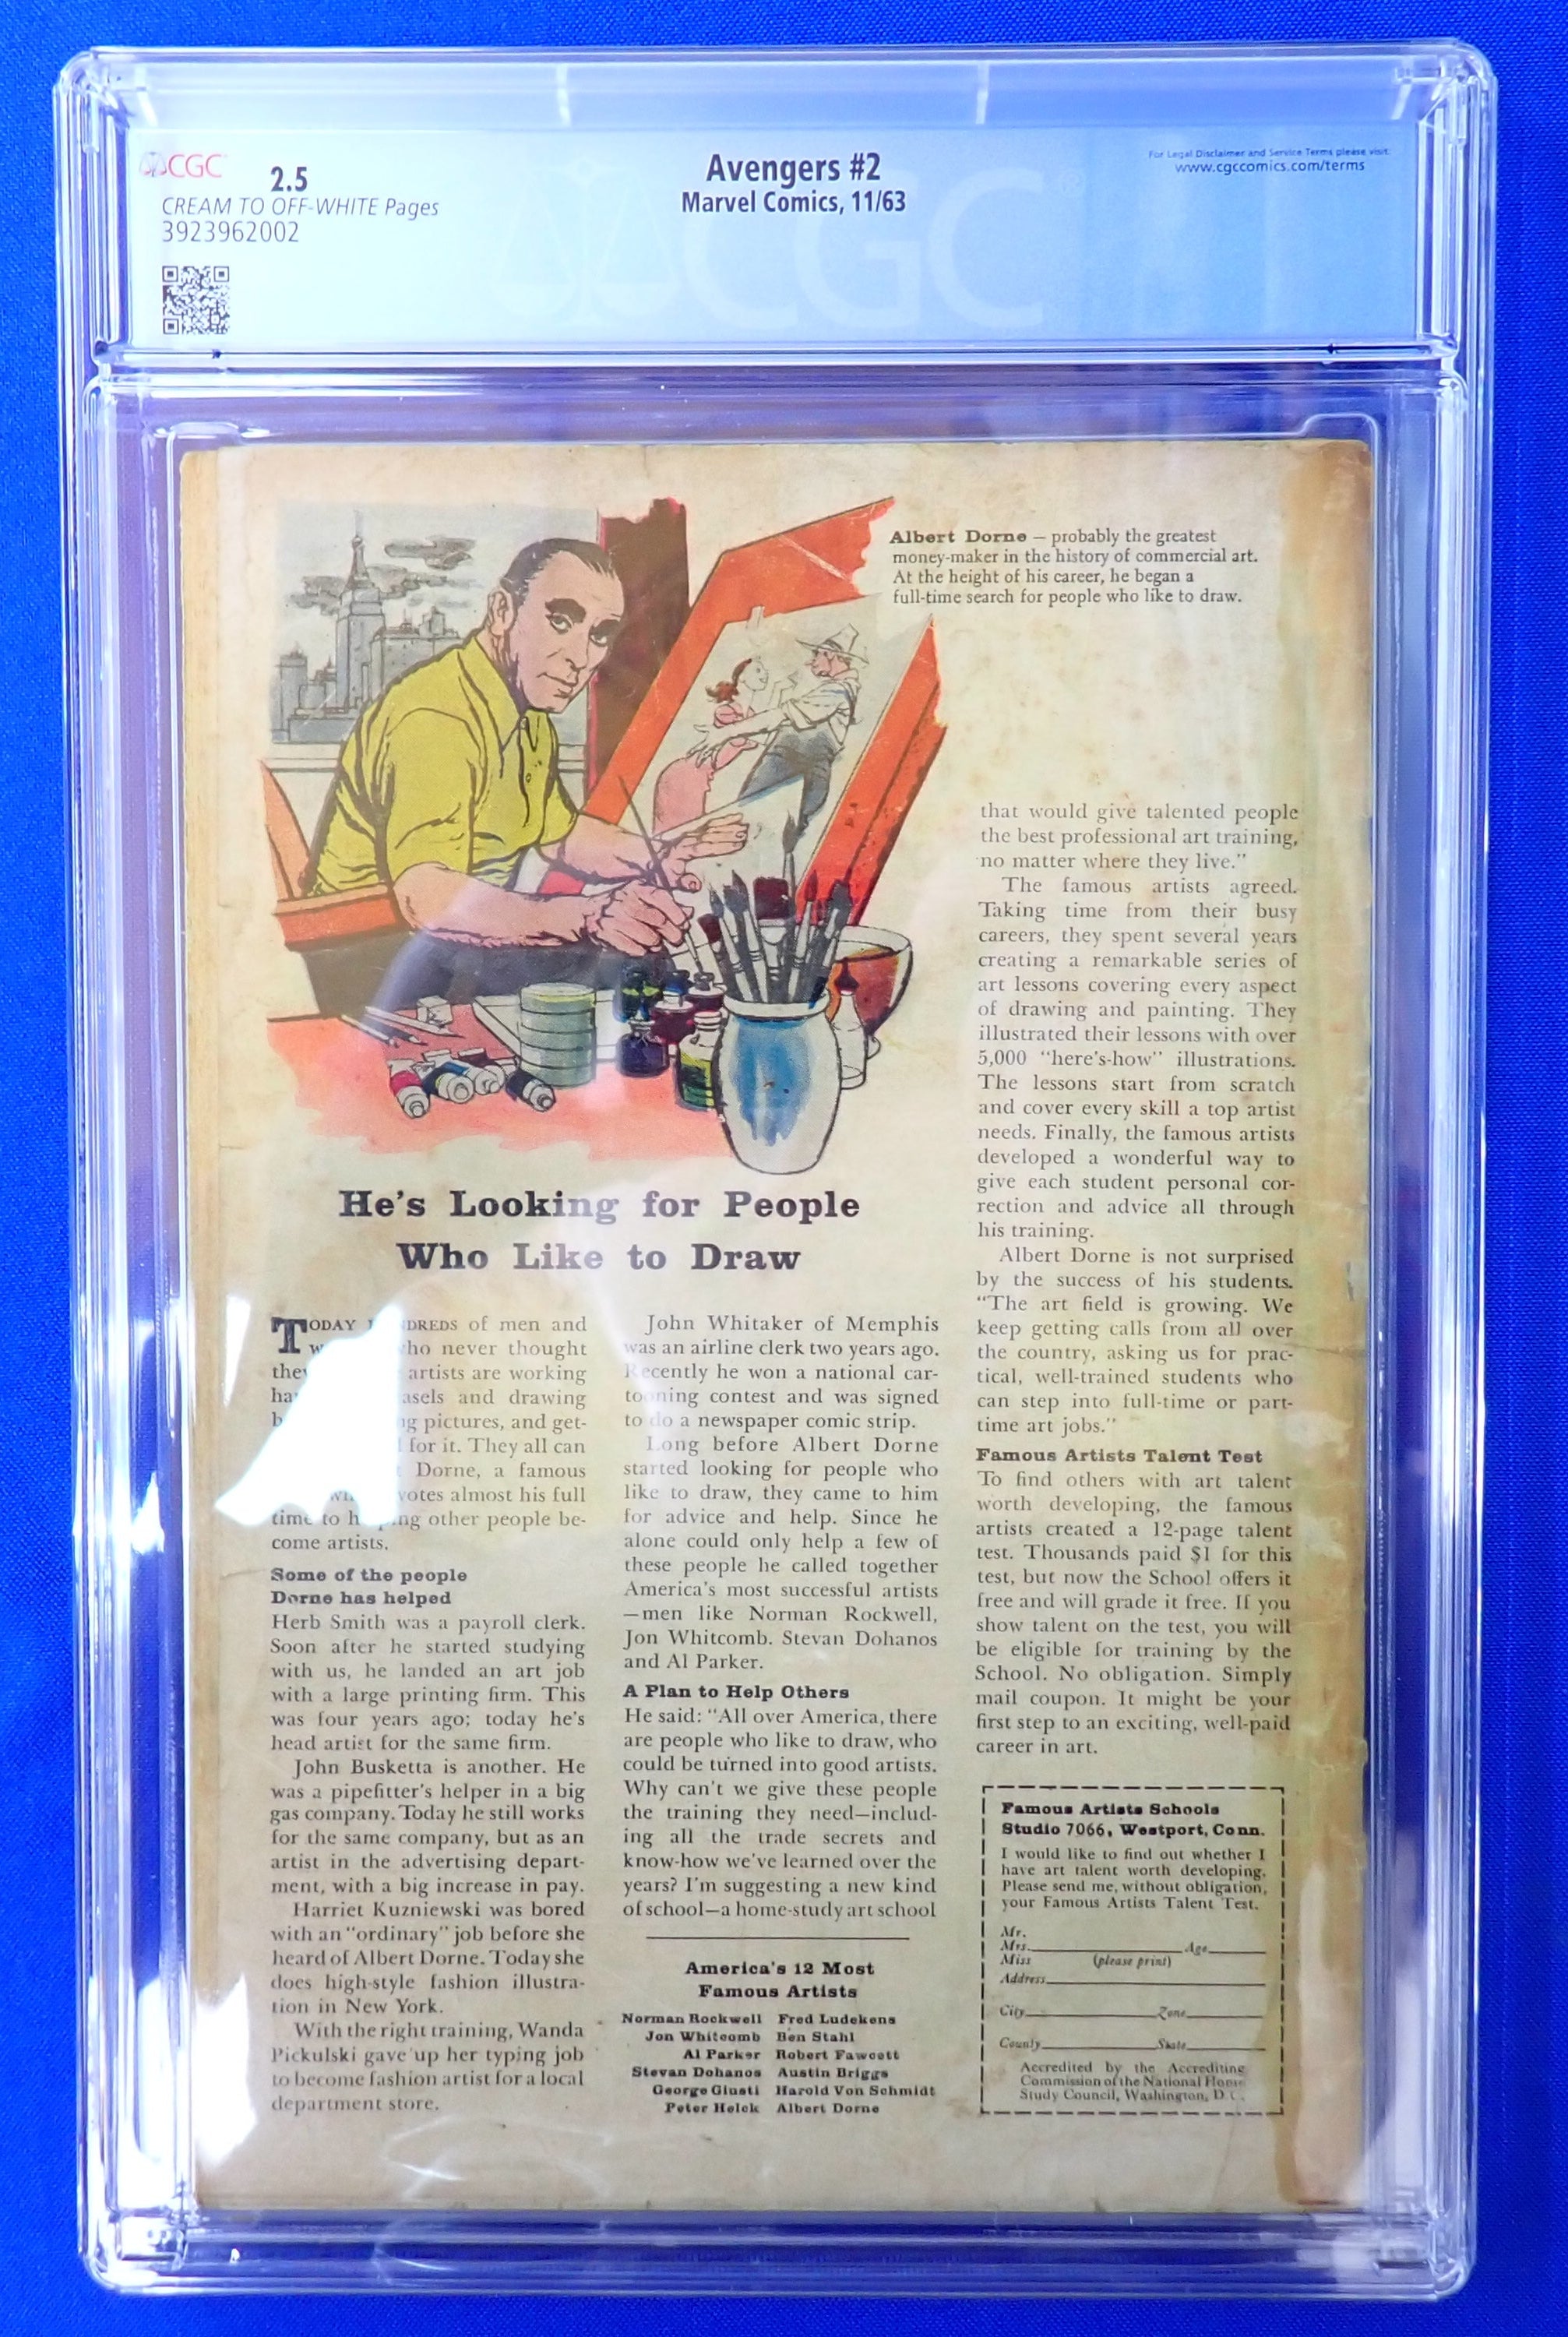 CGC
2.5
CREAM TO OFF-WHITE Pages
3923962002
Avengers #2
Marvel Comics, 11/63
For Legal Disclaimer and Service Terms please visit:
www.cgccomics.com/terms
CGC
Albert Dorne — probably the greatest
money-maker in the history of commercial art.
At the height of his career, he began a
full-time search for people who like to draw.
He's Looking for People
Who Like to Draw
TODAY of men and
who never thought
artists are working
easels and drawing
pictures, and get-
for it. They all can
Dorne, a famous
almost his full
time to helping other people be-
come artists.
Some of the people
Dorne has helped
Herb Smith was a payroll clerk.
Soon after he started studying
with us, he landed an art job
with a large printing firm. This
was four years ago; today he's
head artist for the same firm.
John Busketta is another. He
was a pipefitter's helper in a big
gas company. Today he still works
for the same company, but as an
artist in the advertising depart-
ment, with a big increase in pay.
Harriet Kuzniewski was bored
with an "ordinary" job before she
heard of Albert Dorne. Today she
does high-style fashion illustra-
tion in New York.
With the right training, Wanda
Pickulski gave up her typing job
to become fashion artist for a local
department store.
John Whitaker of Memphis
was an airline clerk two years ago.
Recently he won a national car-
tooning contest and was signed
to do a newspaper comic strip.
Long before Albert Dorne
started looking for people who
like to draw, they came to him
for advice and help. Since he
alone could only help a few of
these people he called together
America's most successful artists
—men like Norman Rockwell,
Jon Whitcomb. Stevan Dohanos
and Al Parker.
A Plan to Help Others
He said: "All over America, there
are people who like to draw, who
could be turned into good artists.
Why can't we give these people
the training they need—includ-
ing all the trade secrets and
know-how we've learned over the
years? I'm suggesting a new kind
of school—a home-study art school
America's 12 Most
Famous Artists
Norman Rockwell Fred Ludekens
Jon Whitcomb Ben Stahl
Al Parker Robert Fawcett
Stevan Dohanos Austin Briggs
George Giusti Harold Von Schmidt
Peter Helck Albert Dorne
that would give talented people
the best professional art training,
no matter where they live."
The famous artists agreed.
Taking time from their busy
careers, they spent several years
creating a remarkable series of
art lessons covering every aspect
of drawing and painting. They
illustrated their lessons with over
5,000 "here's-how" illustrations.
The lessons start from scratch
and cover every skill a top artist
needs. Finally, the famous artists
developed a wonderful way to
give each student personal cor-
rection and advice all through
his training.
Albert Dorne is not surprised
by the success of his students.
"The art field is growing. We
keep getting calls from all over
the country, asking us for prac-
tical, well-trained students who
can step into full-time or part-
time art jobs."
Famous Artists Talent Test
To find others with art talent
worth developing, the famous
artists created a 12-page talent
test. Thousands paid $1 for this
test, but now the School offers it
free and will grade it free. If you
show talent on the test, you will
be eligible for training by the
School. No obligation. Simply
mail coupon. It might be your
first step to an exciting, well-paid
career in art.
Famous Artists Schools
Studio 7066, Westport, Conn.
I would like to find out whether I
have art talent worth developing.
Please send me, without obligation,
your Famous Artists Talent Test.
Mr.
Mrs. Age
Miss (please print)
Address
City Zone
County State
Accredited by the Accrediting
Commission of the National Home
Study Council, Washington, D.C.